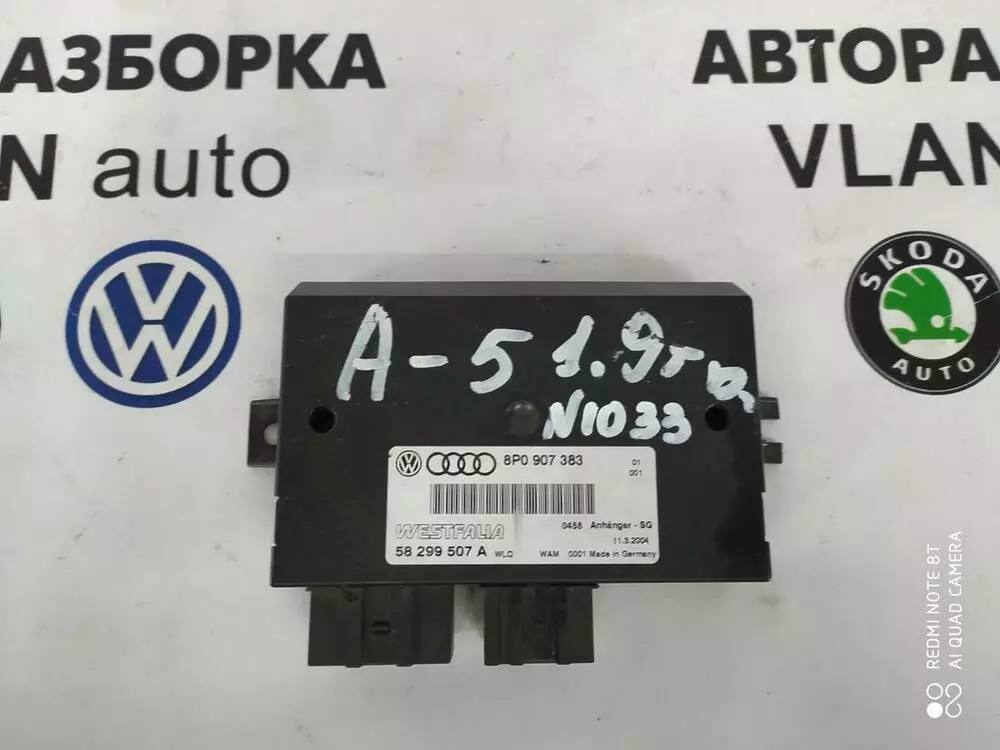 АЗБОРКА
АВТОРА
N auto
VLAN
SKODA
AUTO
A-5 1.9т
N1033
8P0 907 383
01
001
WESTFALIA
0458 Anhänger - SG
11.3.2004
58 299 507 A WLO WAM 0001 Made in Germany
REDMI NOTE 8T
AI QUAD CAMERA